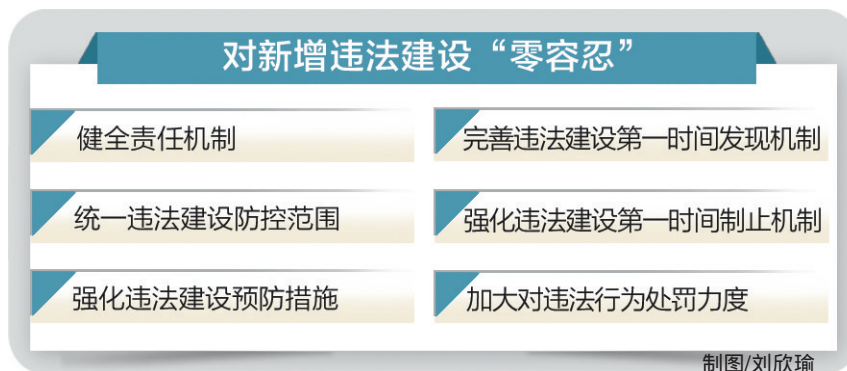 对新增违法建设“零容忍”
健全责任机制
完善违法建设第一时间发现机制
统一违法建设防控范围
强化违法建设第一时间制止机制
强化违法建设预防措施
加大对违法行为处罚力度
制图/刘欣瑜